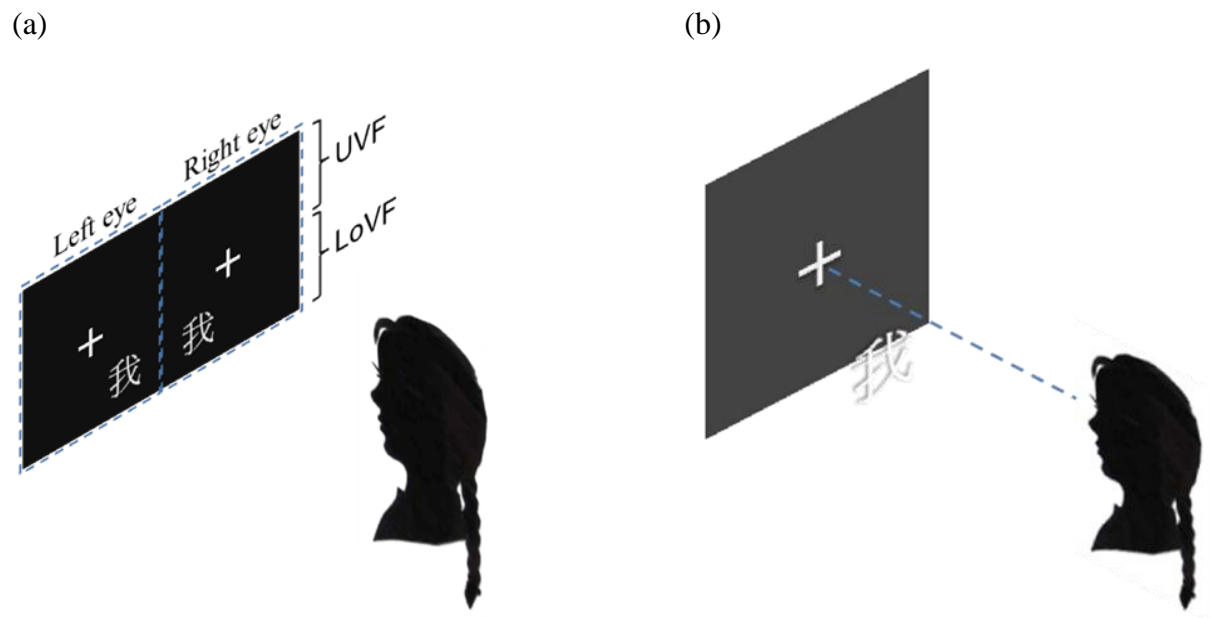 (a)
(b)
Left eye
Right eye
UVF
LoVF
我
我
我